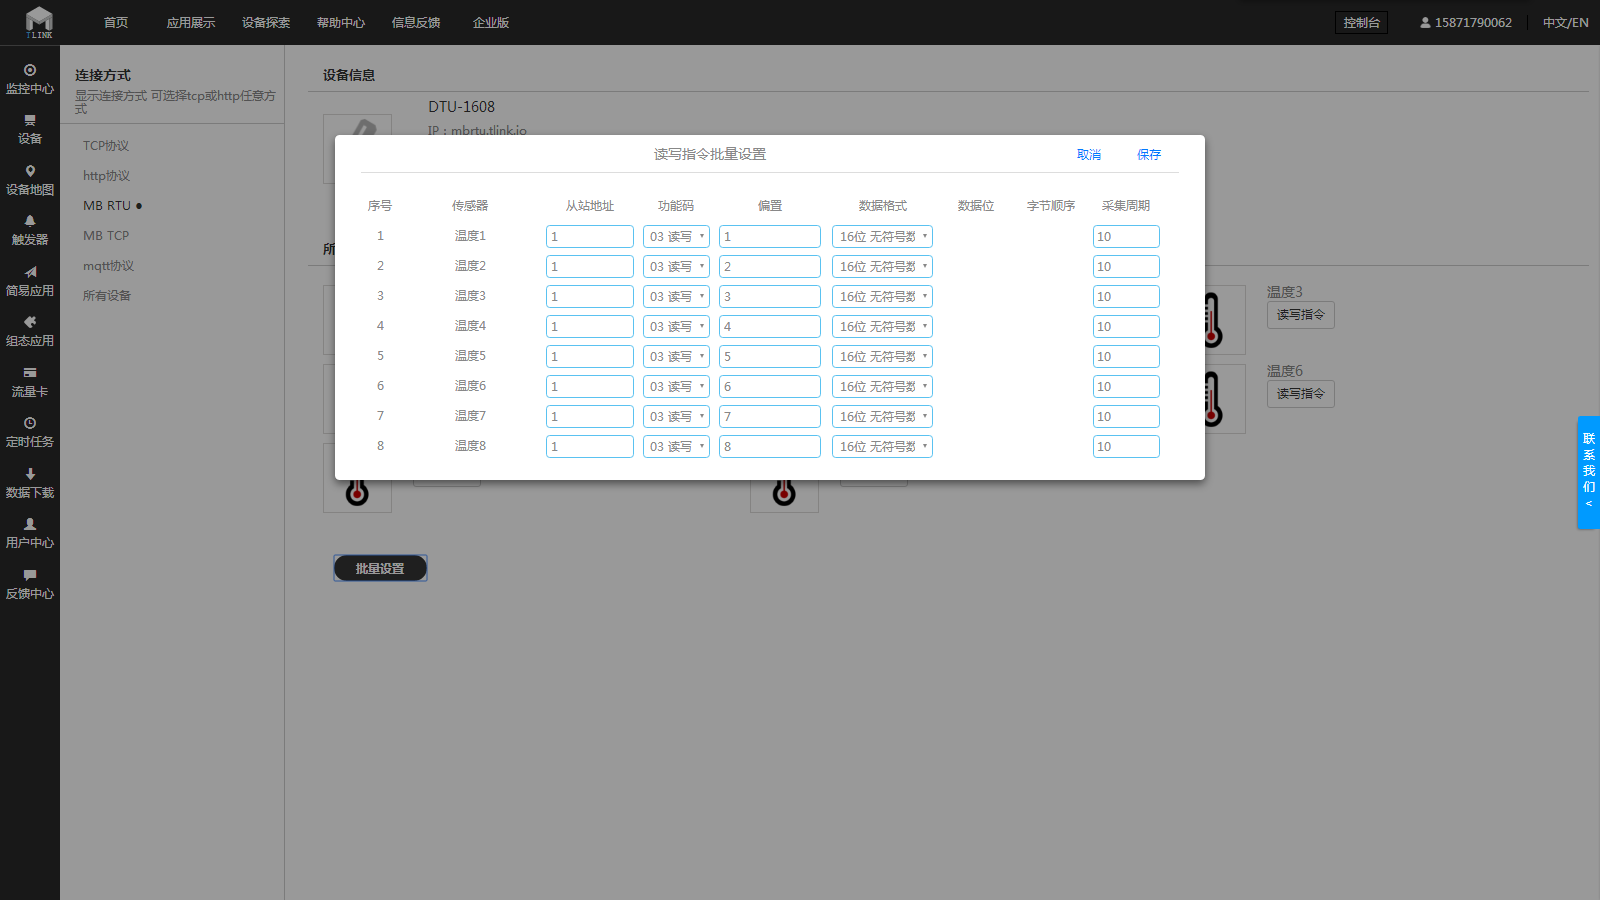 TLINK
首页 应用展示 设备探索 帮助中心 信息反馈 企业版 控制台 15871790062 中文/EN
监控中心
设备
设备地图
触发器
简易应用
组态应用
流量卡
定时任务
数据下载
用户中心
反馈中心
连接方式
显示连接方式 可选择tcp或http任意方
式
TCP协议
http协议
MB RTU ●
MB TCP
mqtt协议
所有设备
设备信息
DTU-1608
IP : mbrtu.tlink.io
所
读写指令批量设置 取消 保存
序号 传感器 从站地址 功能码 偏置 数据格式 数据位 字节顺序 采集周期
1 温度1 1 03 读写 1 16位 无符号数 10
2 温度2 1 03 读写 2 16位 无符号数 10
3 温度3 1 03 读写 3 16位 无符号数 10
4 温度4 1 03 读写 4 16位 无符号数 10
5 温度5 1 03 读写 5 16位 无符号数 10
6 温度6 1 03 读写 6 16位 无符号数 10
7 温度7 1 03 读写 7 16位 无符号数 10
8 温度8 1 03 读写 8 16位 无符号数 10
温度3
读写指令
温度6
读写指令
批量设置
联
系
我
们
<